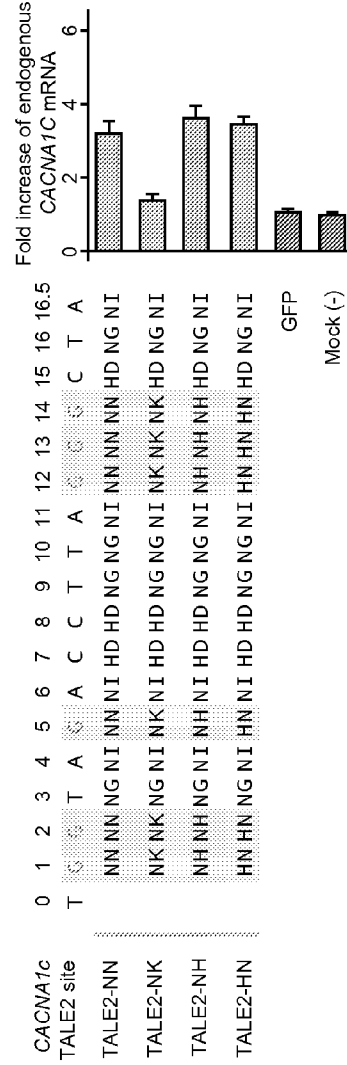 Fold increase of endogenous
CACNA1C mRNA
0 2 4 6
CACNA1c 0 1 2 3 4 5 6 7 8 9 10 11 12 13 14 15 16 16.5
TALE2 site T G G T A G A C C T T A G G G C T A
TALE2-NN NN NN NG NI NN NI HD HD NG NG NI NN NN NN HD NG NI
TALE2-NK NK NK NG NI NK NI HD HD NG NG NI NK NK NK HD NG NI
TALE2-NH NH NH NG NI NH NI HD HD NG NG NI NH NH NH HD NG NI
TALE2-HN HN HN NG NI HN NI HD HD NG NG NI HN HN HN HD NG NI
GFP
Mock (-)